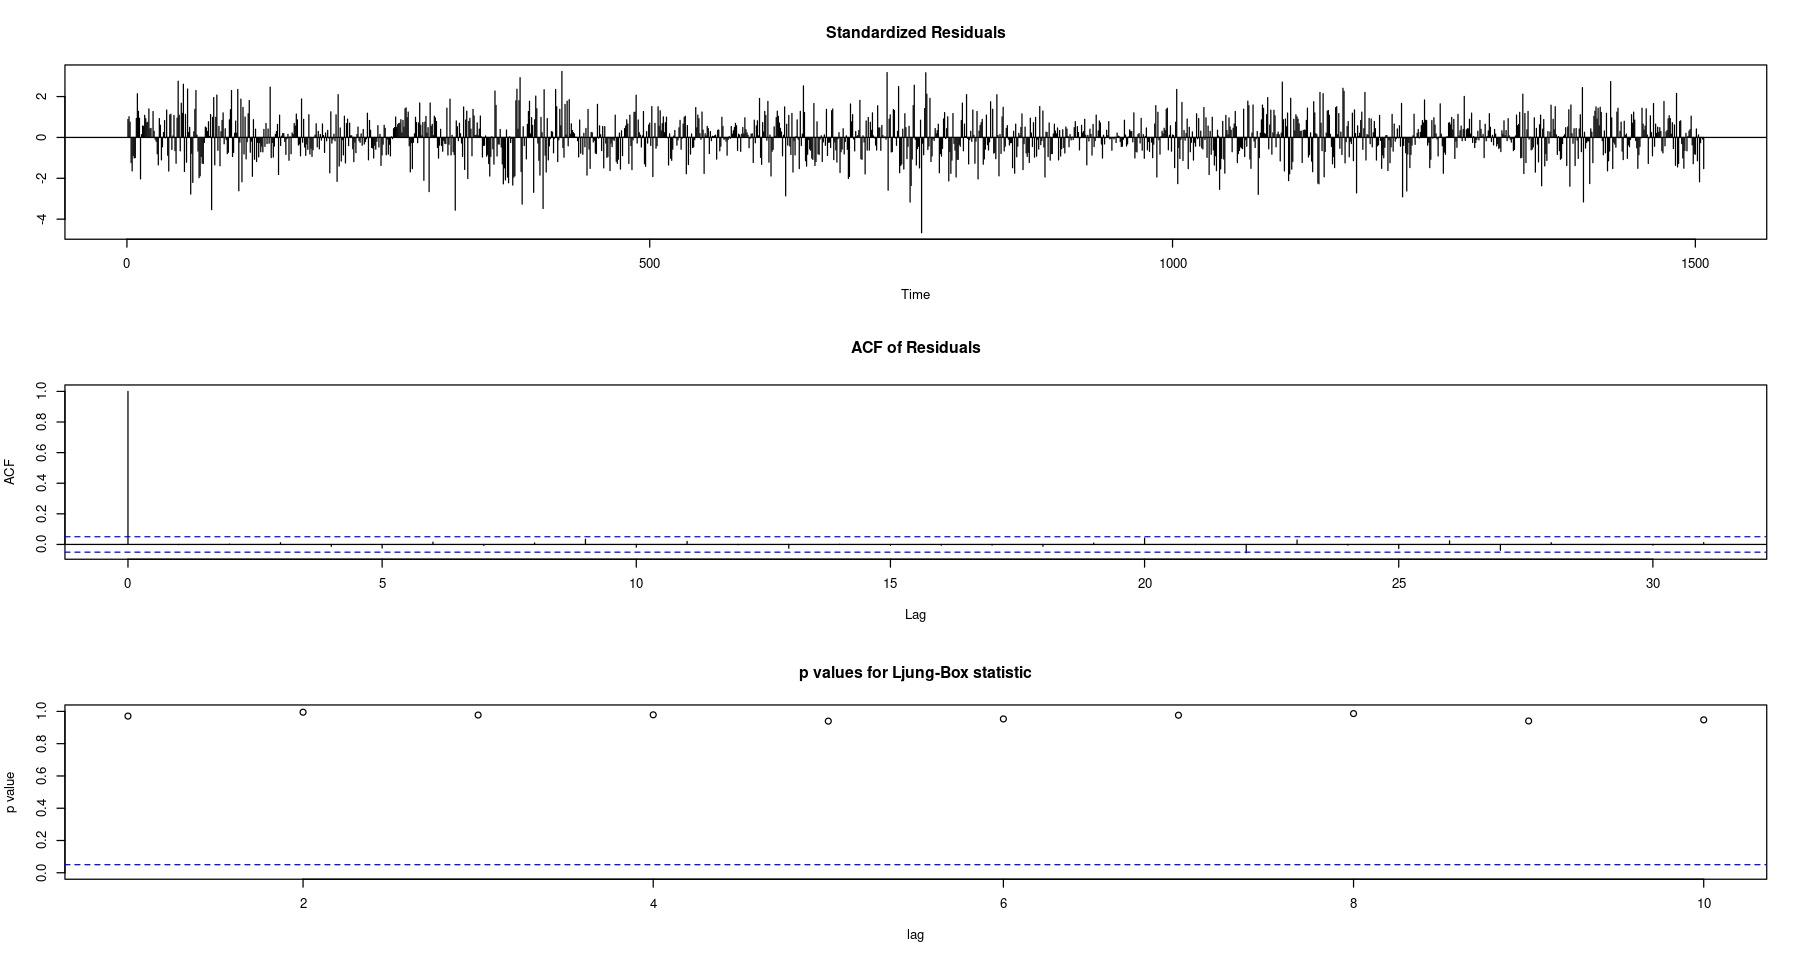 Standardized Residuals
2
0
-2
-4
0 500 1000 1500
Time
ACF of Residuals
1.0
0.8
0.6
0.4
0.2
0.0
ACF
0 5 10 15 20 25 30
Lag
p values for Ljung-Box statistic
1.0
0.8
0.6
0.4
0.2
0.0
p value
2 4 6 8 10
lag